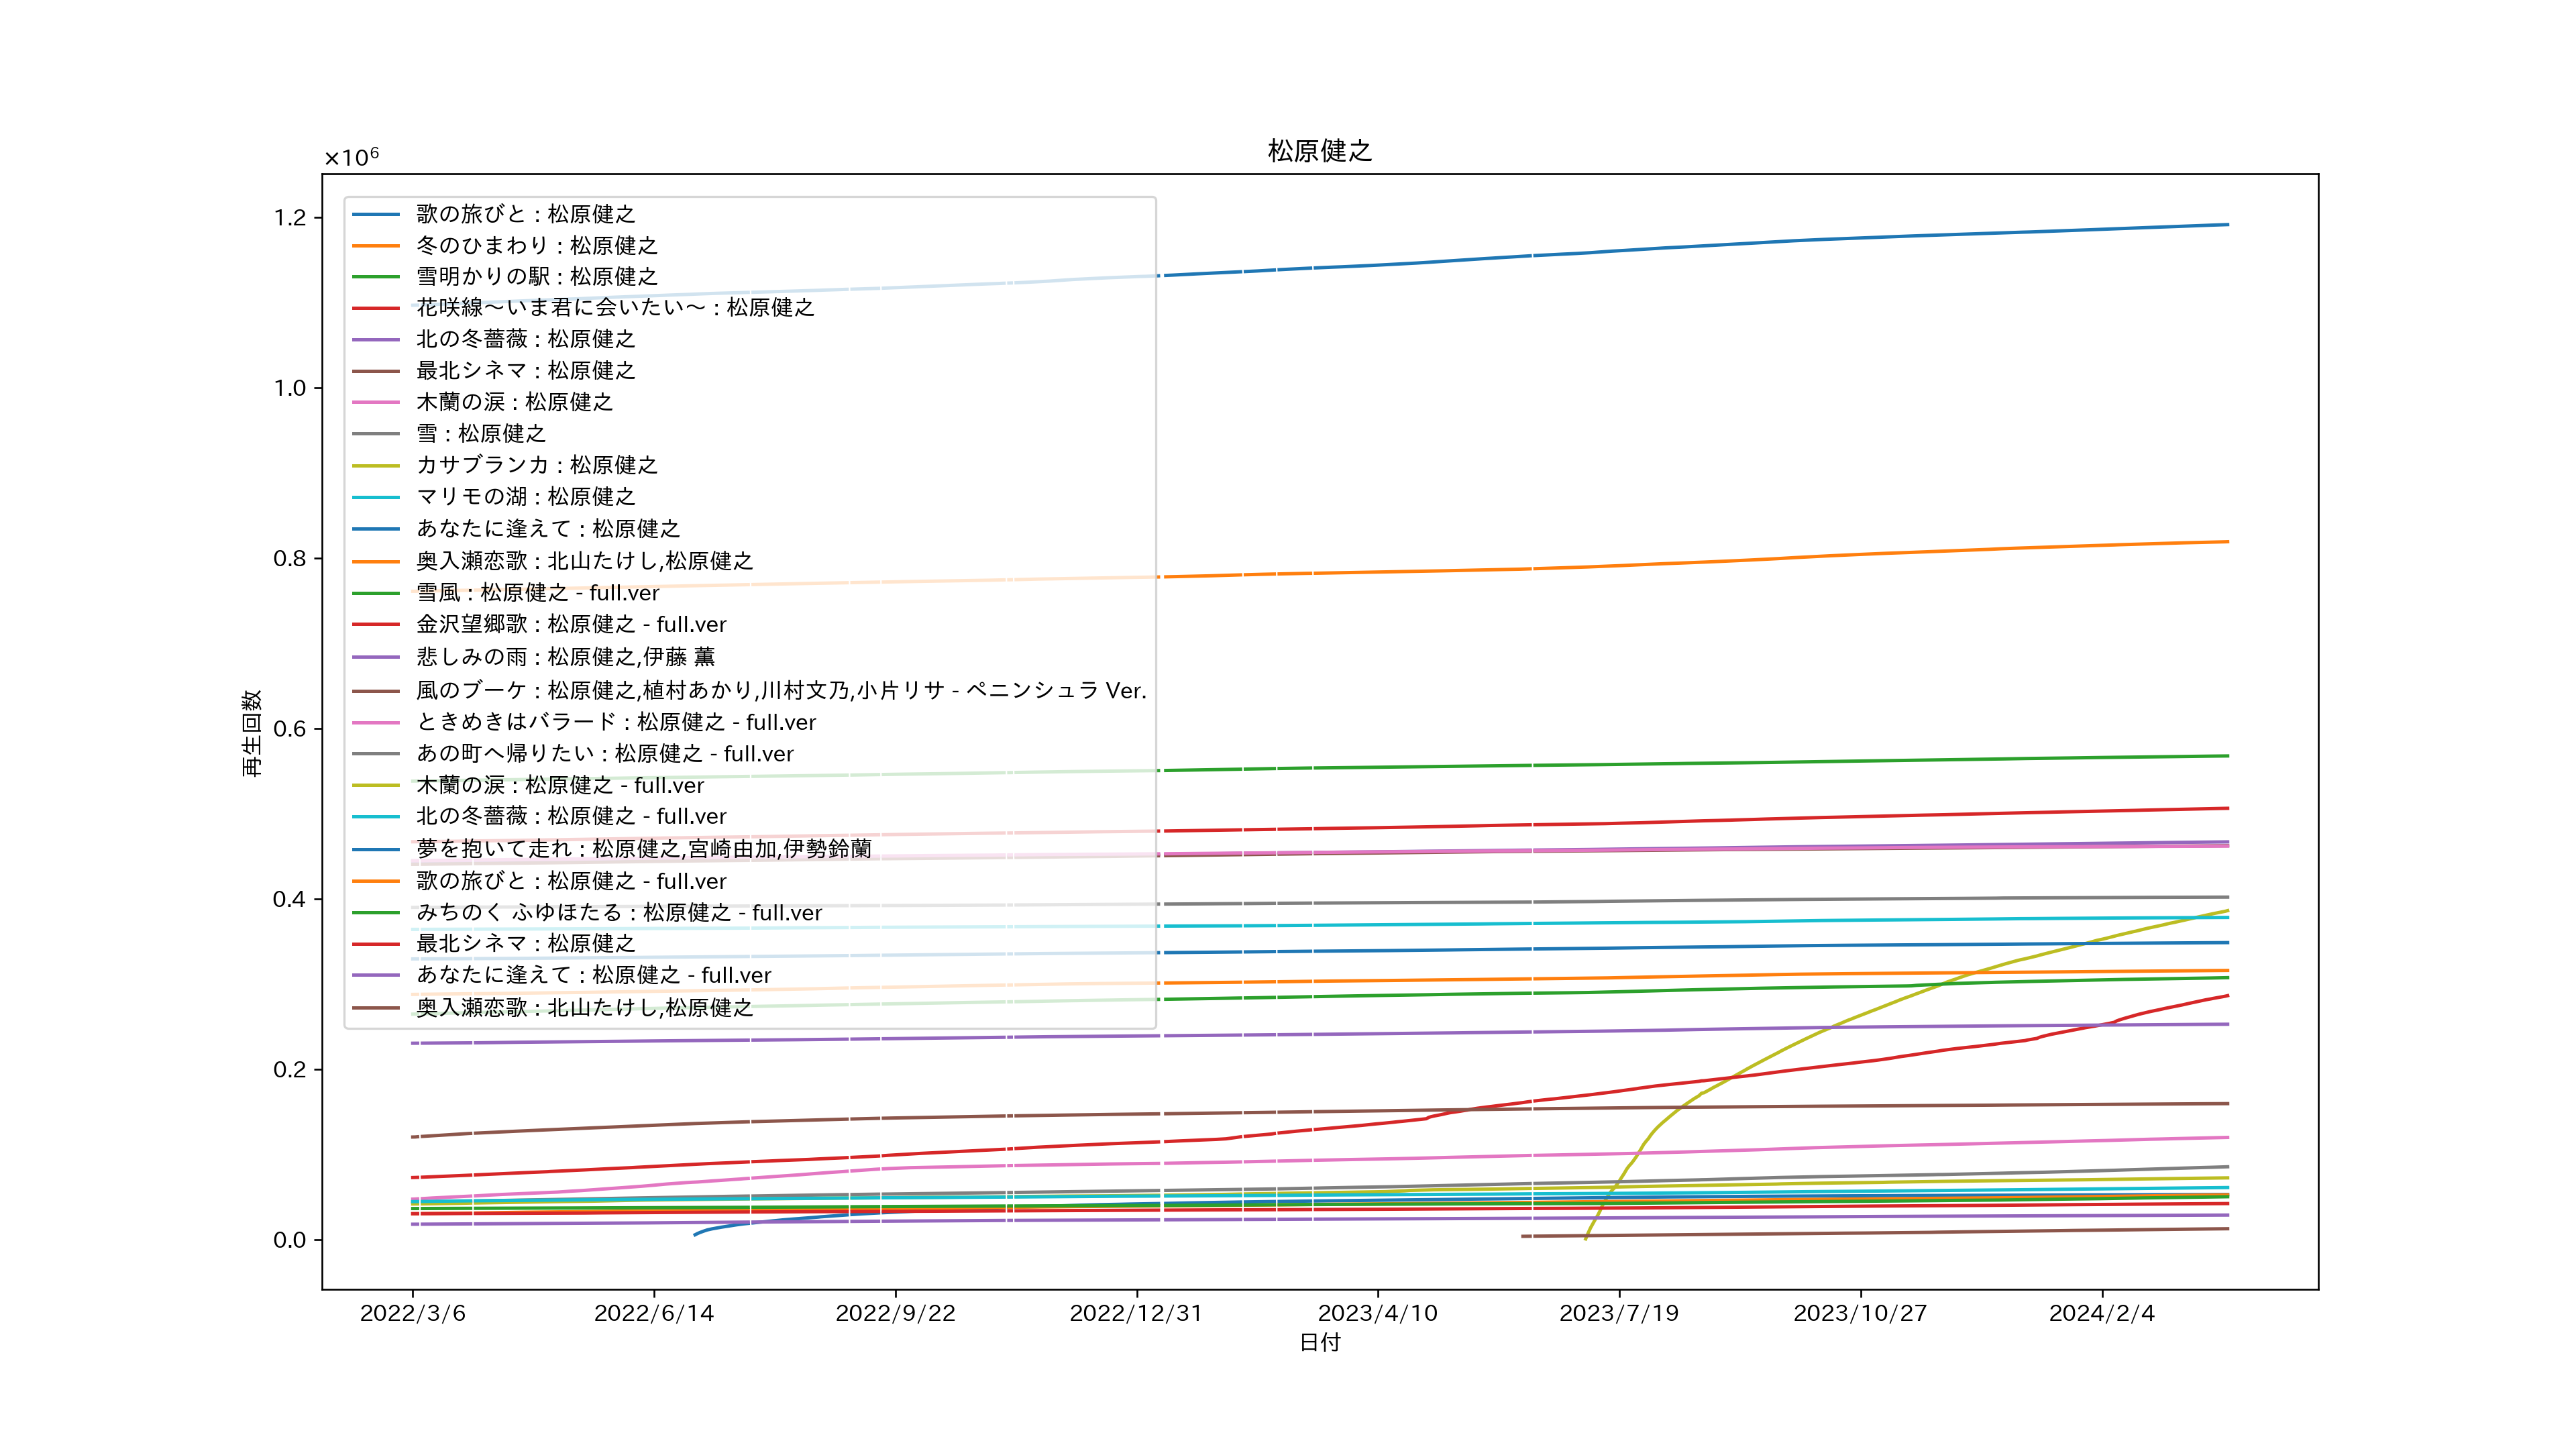 松原健之
×10⁶
1.2
1.0
0.8
0.6
0.4
0.2
0.0
再生回数
歌の旅びと : 松原健之
冬のひまわり : 松原健之
雪明かりの駅 : 松原健之
花咲線～いま君に会いたい～ : 松原健之
北の冬薔薇 : 松原健之
最北シネマ : 松原健之
木蘭の涙 : 松原健之
雪 : 松原健之
カサブランカ : 松原健之
マリモの湖 : 松原健之
あなたに逢えて : 松原健之
奥入瀬恋歌 : 北山たけし,松原健之
雪風 : 松原健之 - full.ver
金沢望郷歌 : 松原健之 - full.ver
悲しみの雨 : 松原健之,伊藤 薫
風のブーケ : 松原健之,植村あかり,川村文乃,小片リサ - ペニンシュラ Ver.
ときめきはバラード : 松原健之 - full.ver
あの町へ帰りたい : 松原健之 - full.ver
木蘭の涙 : 松原健之 - full.ver
北の冬薔薇 : 松原健之 - full.ver
夢を抱いて走れ : 松原健之,宮崎由加,伊勢鈴蘭
歌の旅びと : 松原健之 - full.ver
みちのく ふゆほたる : 松原健之 - full.ver
最北シネマ : 松原健之
あなたに逢えて : 松原健之 - full.ver
奥入瀬恋歌 : 北山たけし,松原健之
2022/3/6 2022/6/14 2022/9/22 2022/12/31 2023/4/10 2023/7/19 2023/10/27 2024/2/4
日付